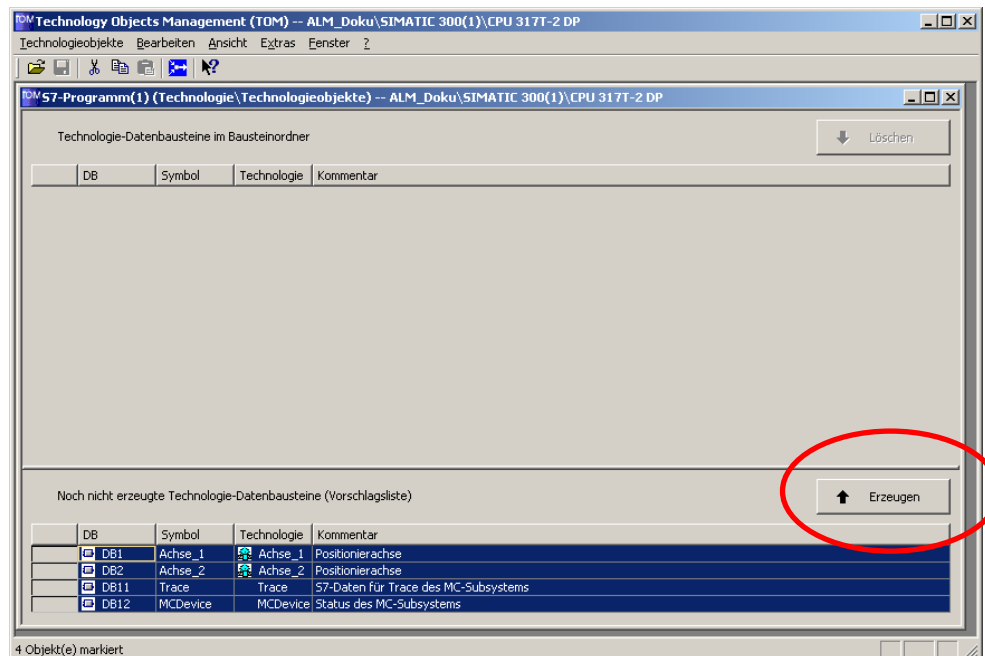 TOM Technology Objects Management (TOM) -- ALM_Doku\SIMATIC 300(1)\CPU 317T-2 DP
Technologieobjekte Bearbeiten Ansicht Extras Fenster ?
TOM S7-Programm(1) (Technologie\Technologieobjekte) -- ALM_Doku\SIMATIC 300(1)\CPU 317T-2 DP
Technologie-Datenbausteine im Bausteinordner
Löschen
DB Symbol Technologie Kommentar
Noch nicht erzeugte Technologie-Datenbausteine (Vorschlagsliste)
Erzeugen
DB Symbol Technologie Kommentar
DB1 Achse_1 Achse_1 Positionierachse
DB2 Achse_2 Achse_2 Positionierachse
DB11 Trace Trace S7-Daten für Trace des MC-Subsystems
DB12 MCDevice MCDevice Status des MC-Subsystems
4 Objekt(e) markiert